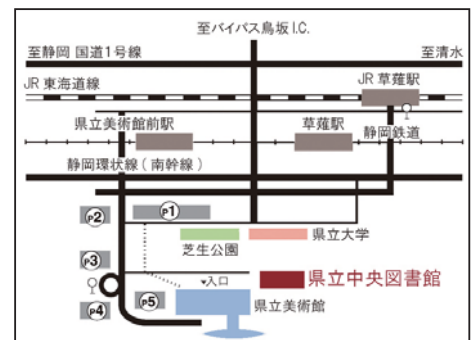 至バイパス鳥坂 I.C.
至静岡 国道1号線
至清水
JR 東海道線
JR 草薙駅
県立美術館前駅
草薙駅
静岡鉄道
静岡環状線(南幹線)
P1
P2
芝生公園
県立大学
P3
▾入口
県立中央図書館
P5
県立美術館
P4